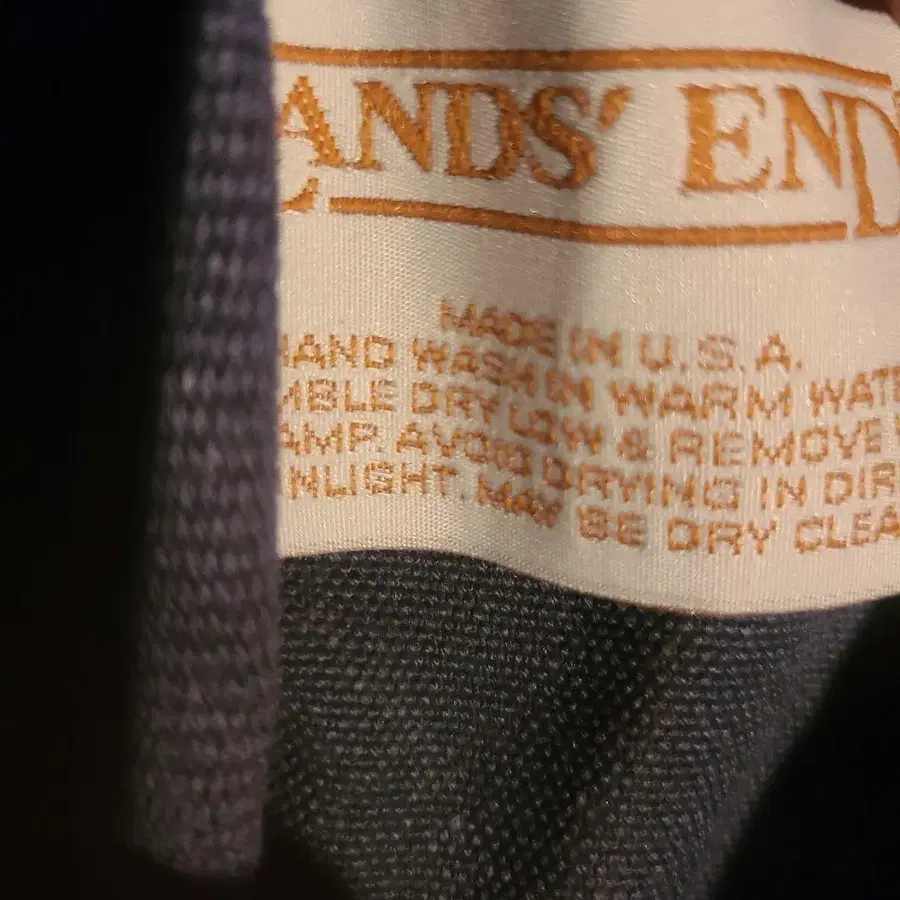 LANDS' END
MADE IN U.S.A.
HAND WASH IN WARM WATE
MBLE DRY LOW & REMOVE
AMP. AVOID DRYING IN DIR
NLIGHT. MAY BE DRY CLEA